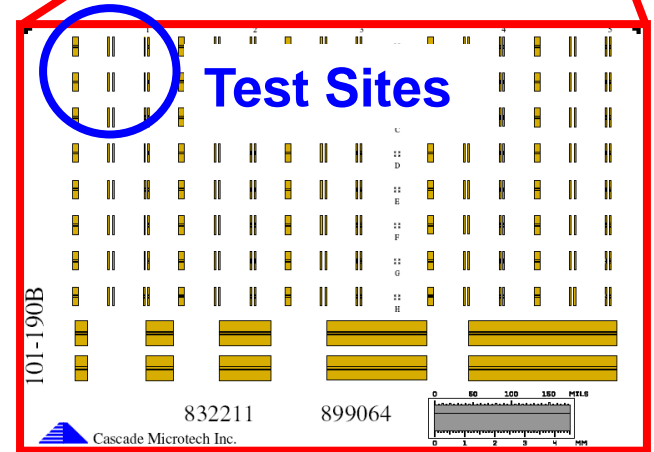 1 2 3 4 5
Test Sites
C
D
E
F
G
H
101-190B
832211 899064
0 50 100 150 MILS
0 1 2 3 4 MM
Cascade Microtech Inc.